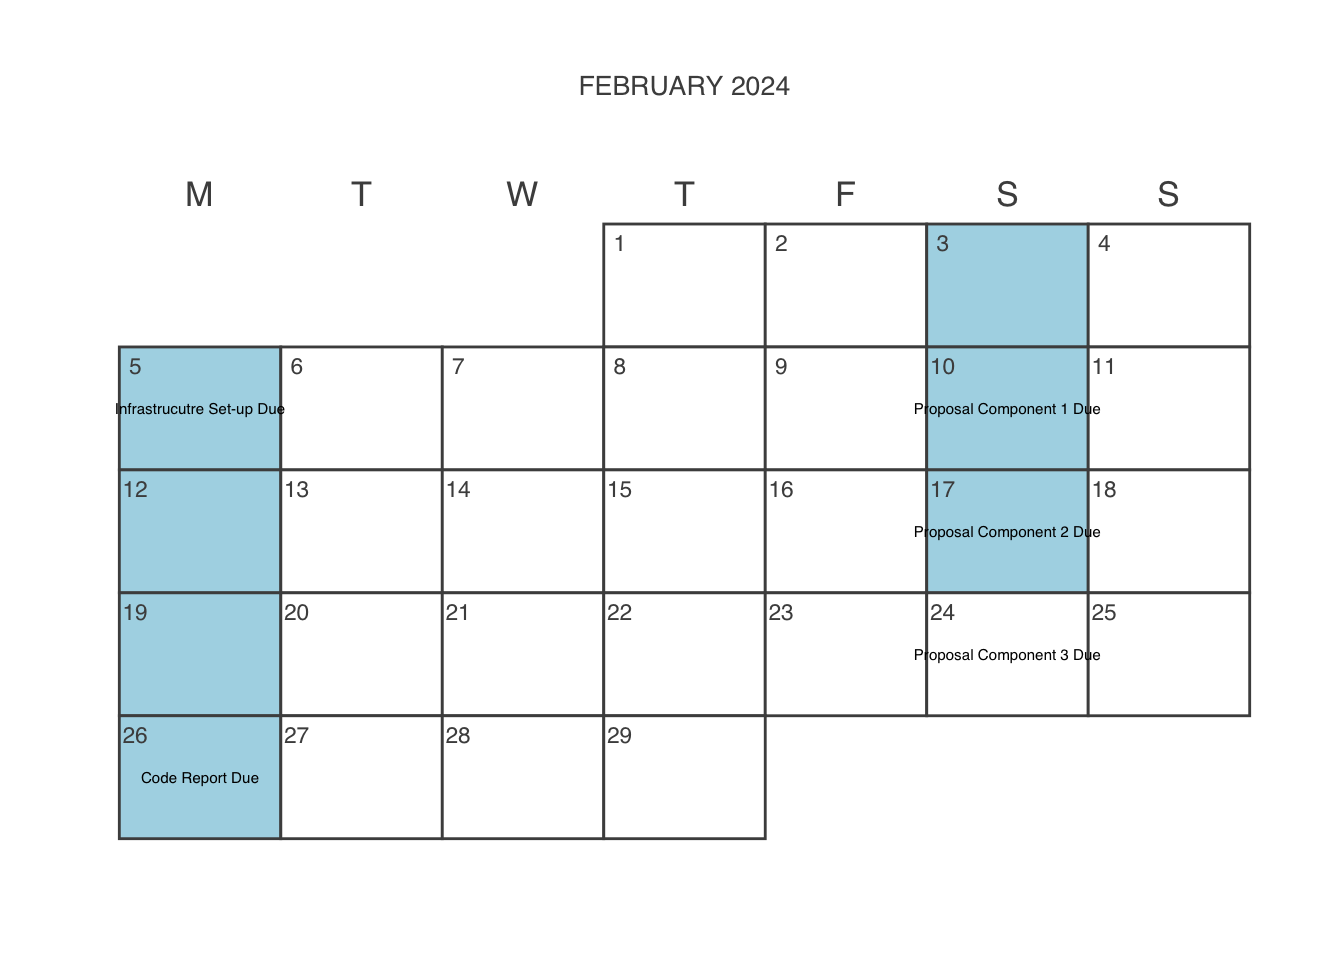 FEBRUARY 2024
M T W T F S S
1 2 3 4
5 6 7 8 9 10 11
Infrastrucutre Set-up Due Proposal Component 1 Due
12 13 14 15 16 17 18
Proposal Component 2 Due
19 20 21 22 23 24 25
Proposal Component 3 Due
26 27 28 29
Code Report Due